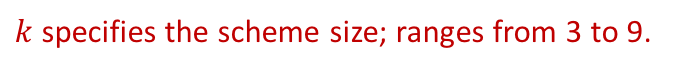 k specifies the scheme size; ranges from 3 to 9.